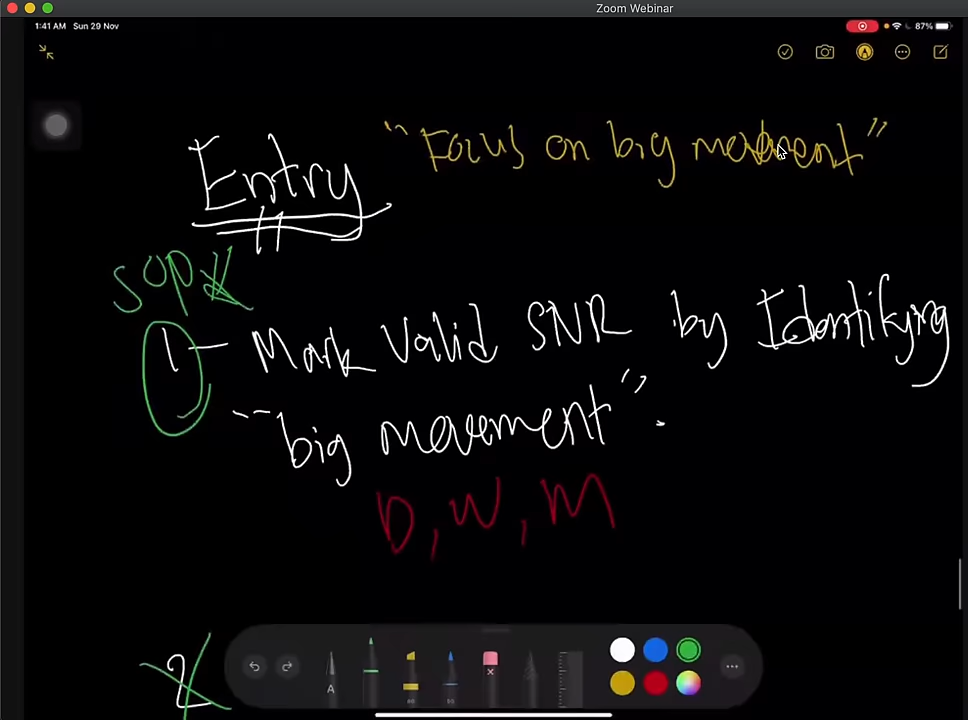 Zoom Webinar
1:41 AM Sun 29 Nov
87%
Entry "Focus on big movement"
SOP
1 - Mark Valid SNR by Identifying
"big movement".
D, W, M
2
A